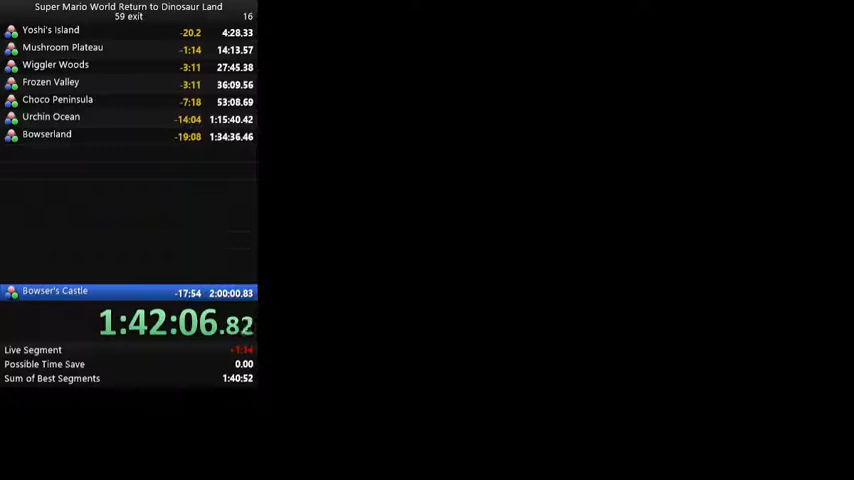 Super Mario World Return to Dinosaur Land
59 exit 16
Yoshi's Island -20.2 4:28.33
Mushroom Plateau -1:14 14:13.57
Wiggler Woods -3:11 27:45.38
Frozen Valley -3:11 36:09.56
Choco Peninsula -7:18 53:08.69
Urchin Ocean -14:04 1:15:40.42
Bowserland -19:08 1:34:36.46
Bowser's Castle -17:54 2:00:00.83
1:42:06.82
Live Segment +1:14
Possible Time Save 0.00
Sum of Best Segments 1:40:52